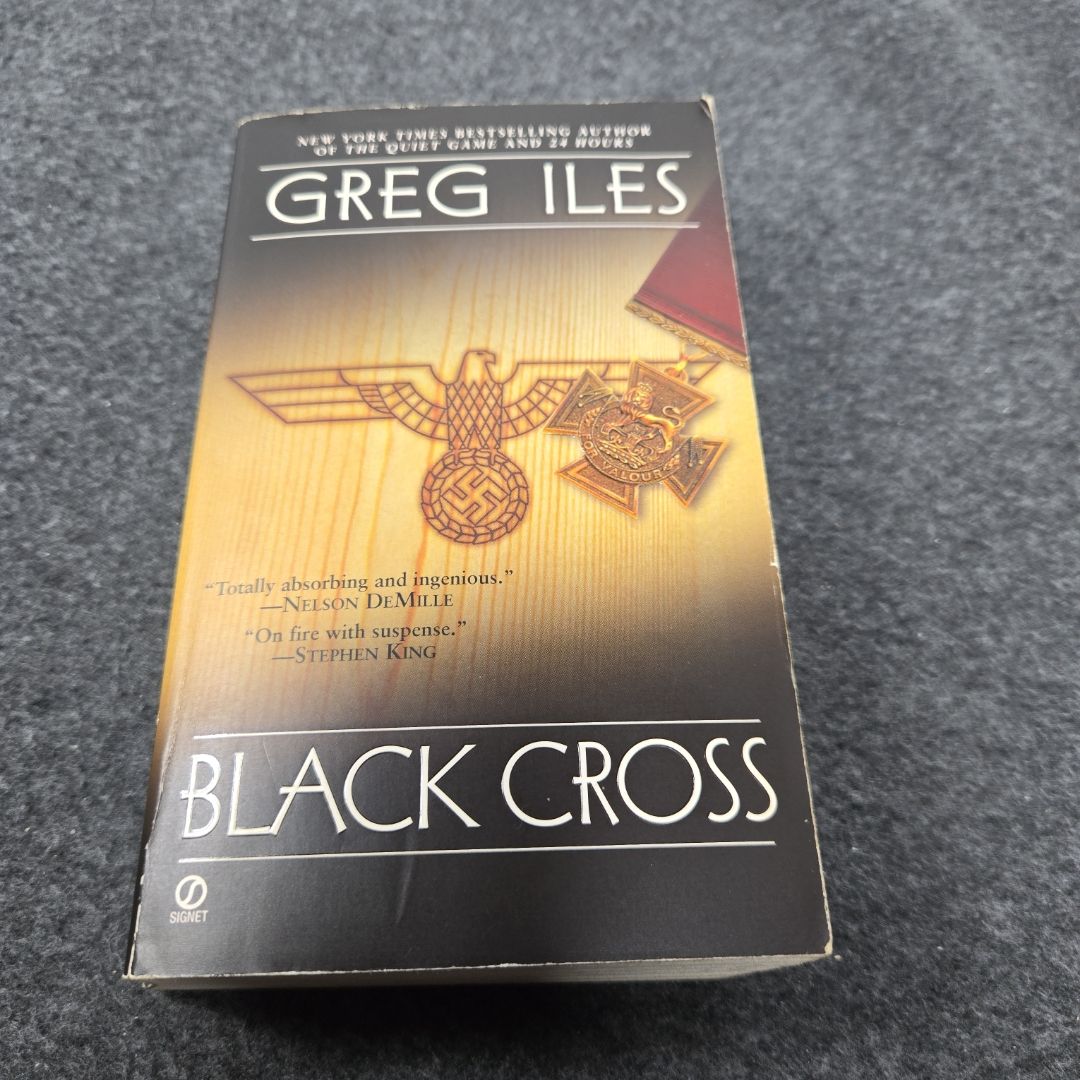 NEW YORK TIMES BESTSELLING AUTHOR
OF THE QUIET GAME AND 24 HOURS
GREG ILES
OR VALOUR
“Totally absorbing and ingenious.”
—NELSON DEMILLE
“On fire with suspense.”
—STEPHEN KING
BLACK CROSS
SIGNET